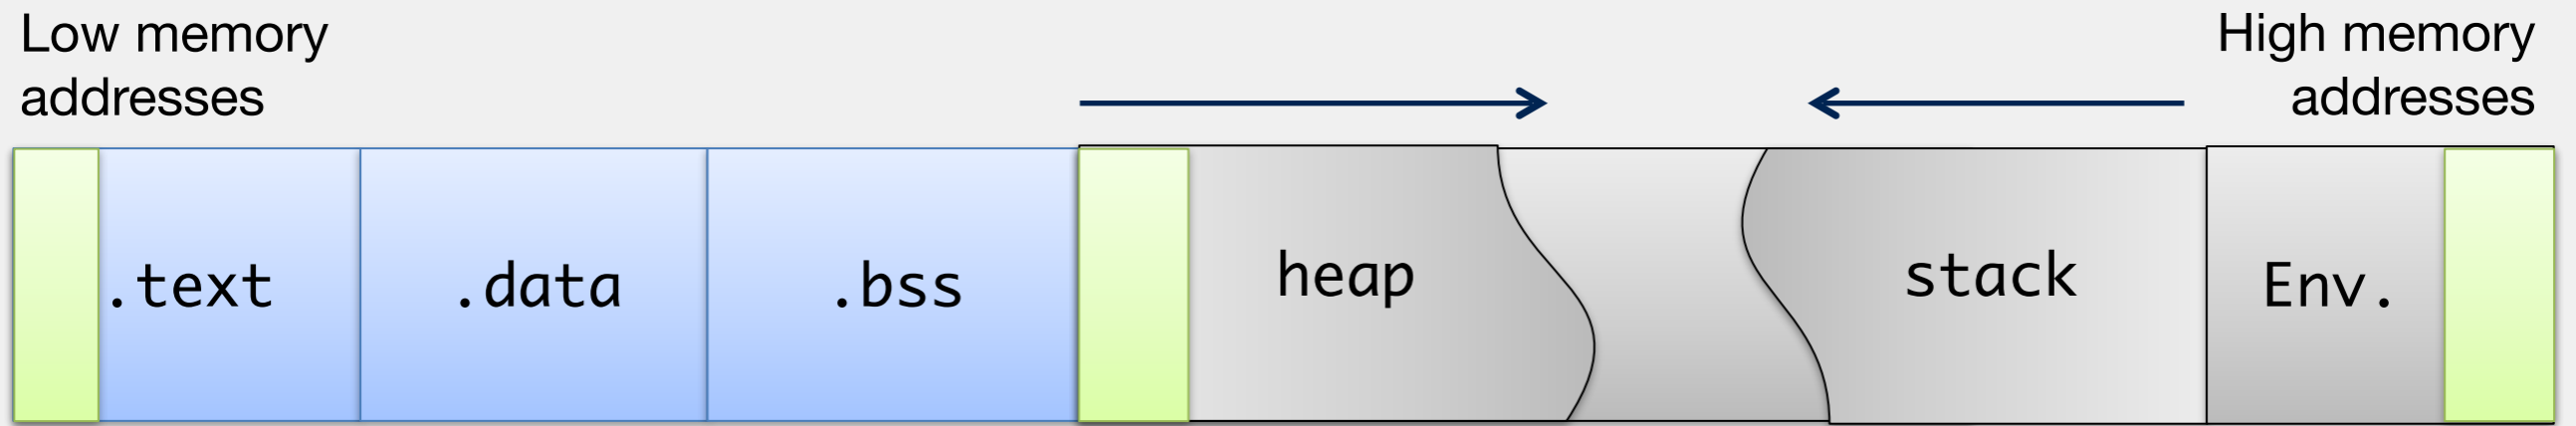 Low memory
addresses
High memory
addresses
.text
.data
.bss
heap
stack
Env.